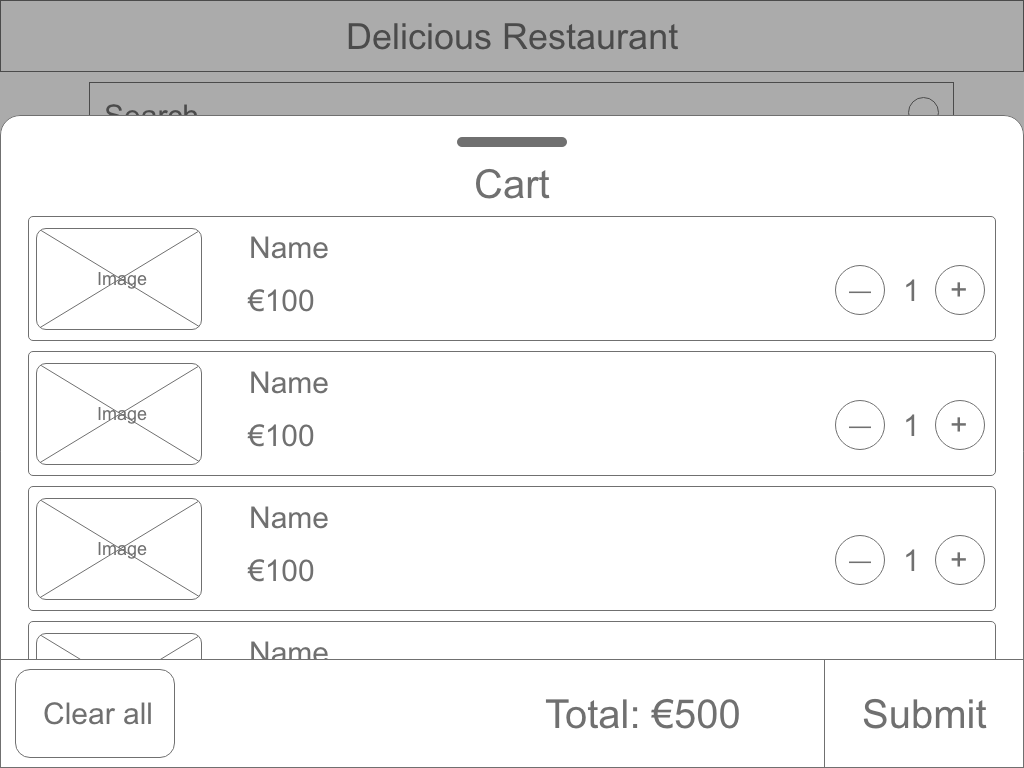 Delicious Restaurant
Search
Cart
Image
Name
€100
— 1 +
Image
Name
€100
— 1 +
Image
Name
€100
— 1 +
Name
Clear all
Total: €500
Submit